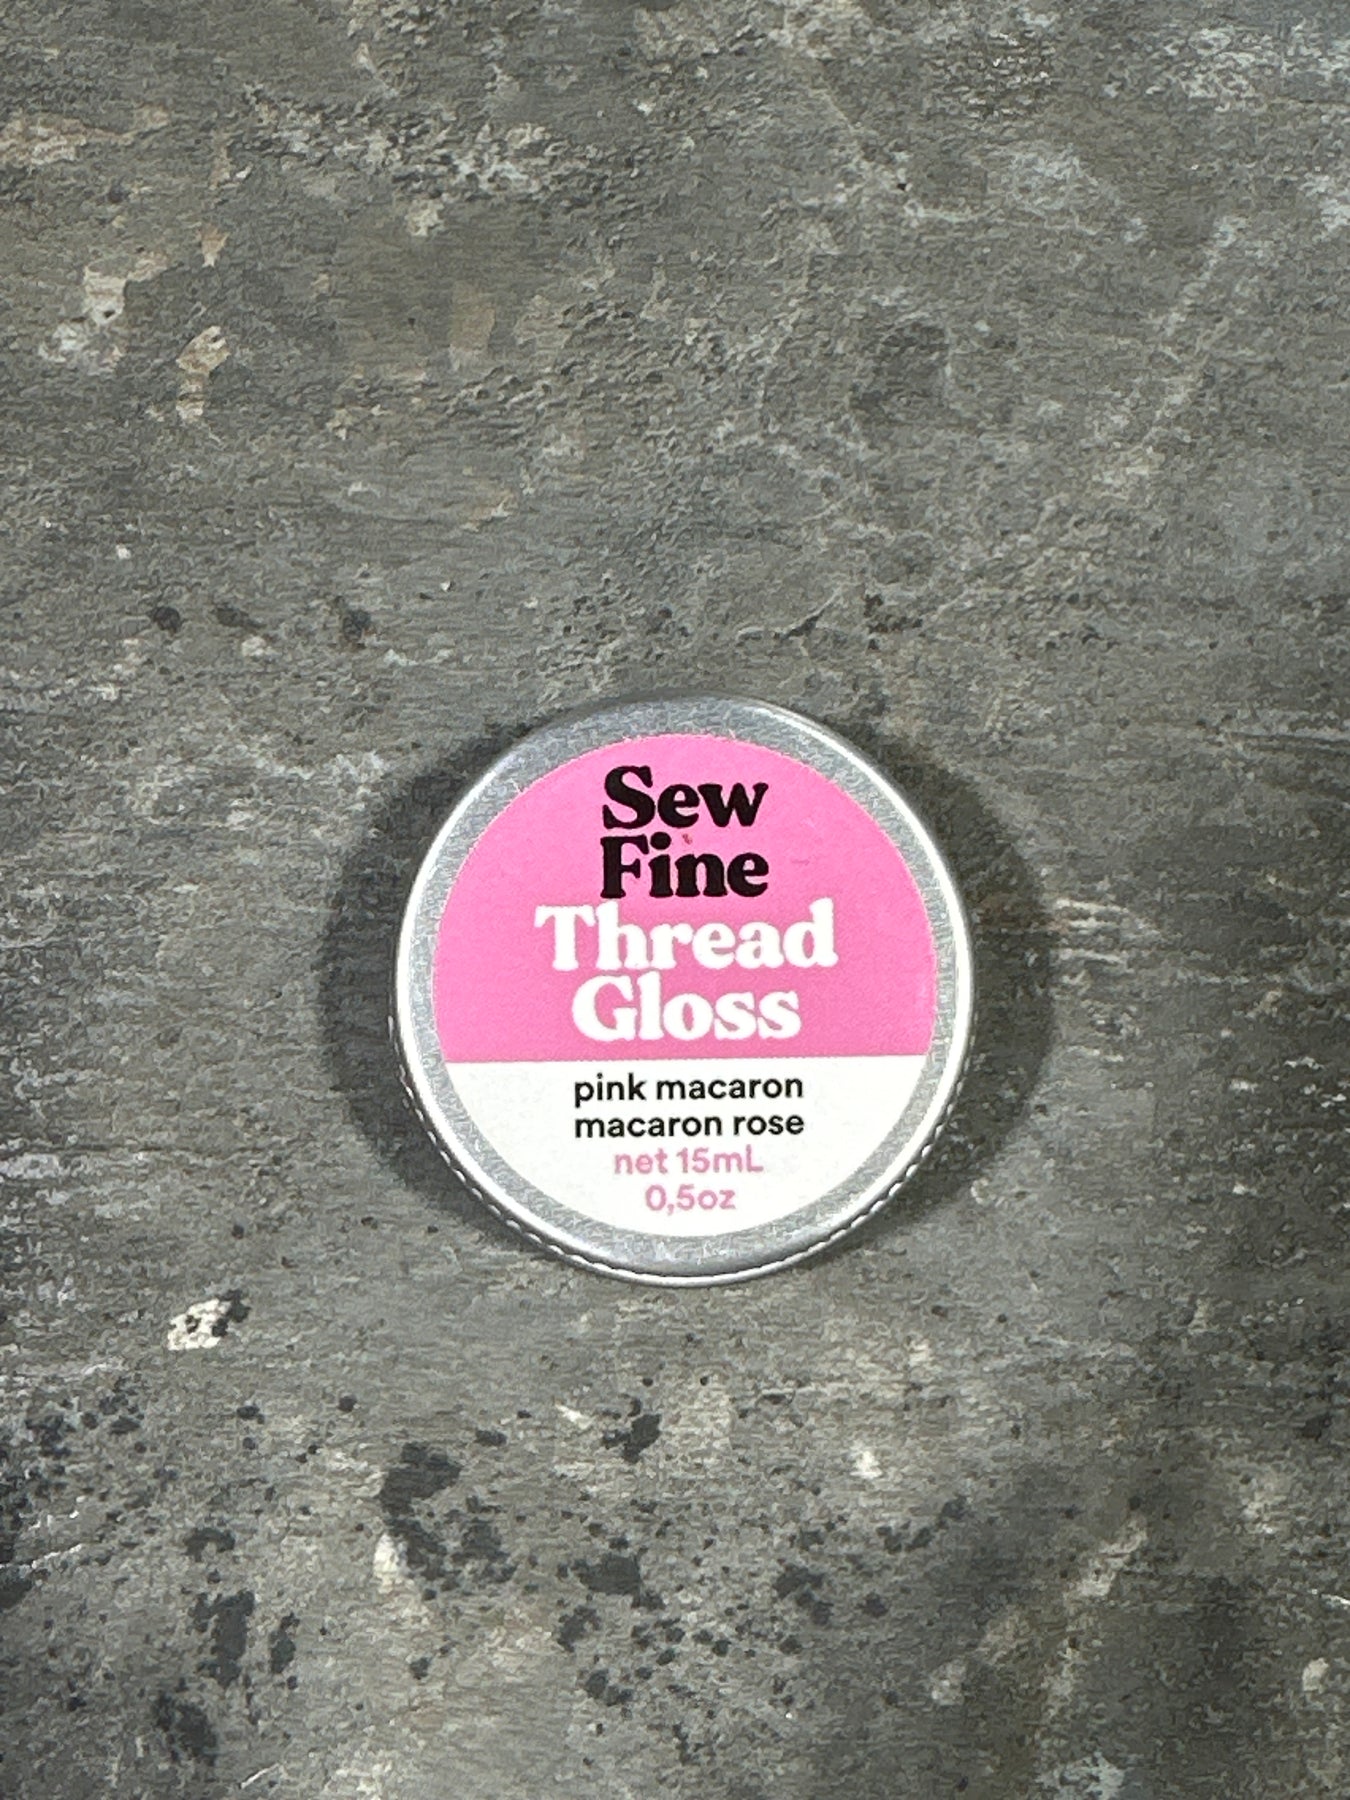 Sew
Fine
Thread
Gloss
pink macaron
macaron rose
net 15mL
0,5oz